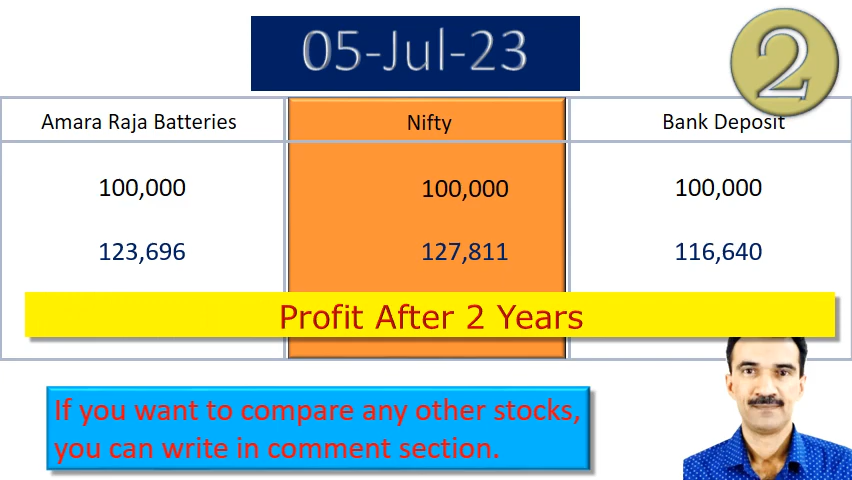 05-Jul-23
2
Amara Raja Batteries Nifty Bank Deposit
100,000 100,000 100,000
123,696 127,811 116,640
Profit After 2 Years
If you want to compare any other stocks,
you can write in comment section.